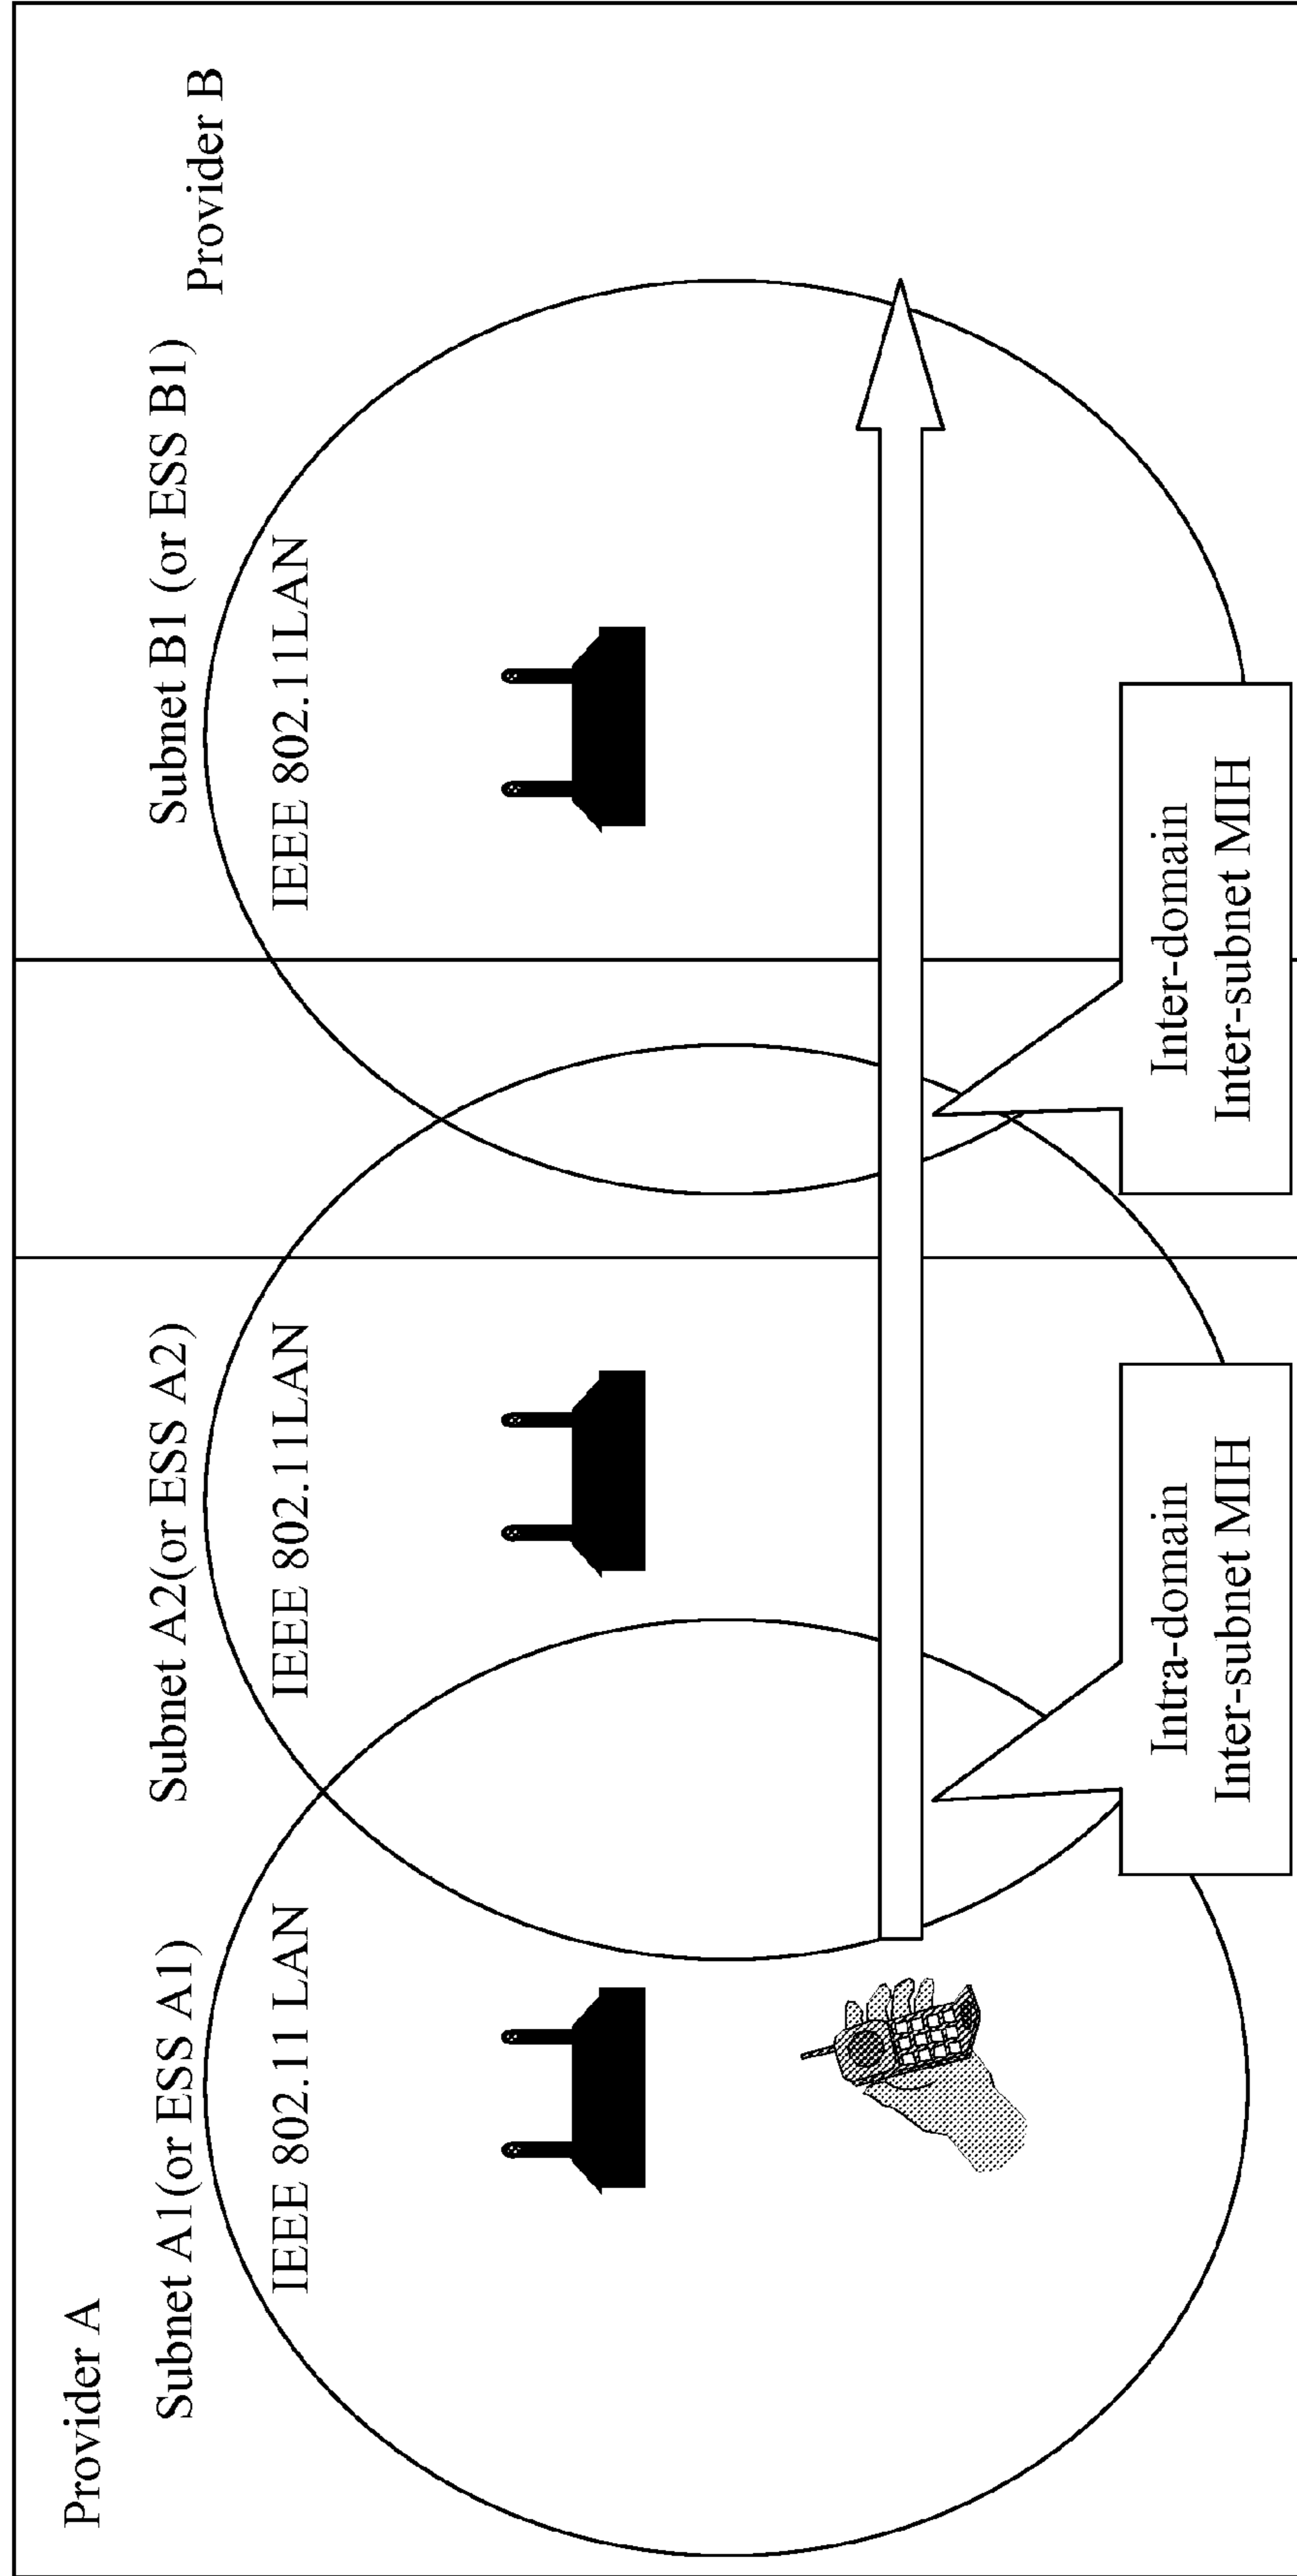 Provider A
Provider B
Subnet A1(or ESS A1)
Subnet A2(or ESS A2)
Subnet B1 (or ESS B1)
IEEE 802.11 LAN
IEEE 802.11LAN
IEEE 802.11LAN
Intra-domain
Inter-subnet MIH
Inter-domain
Inter-subnet MIH